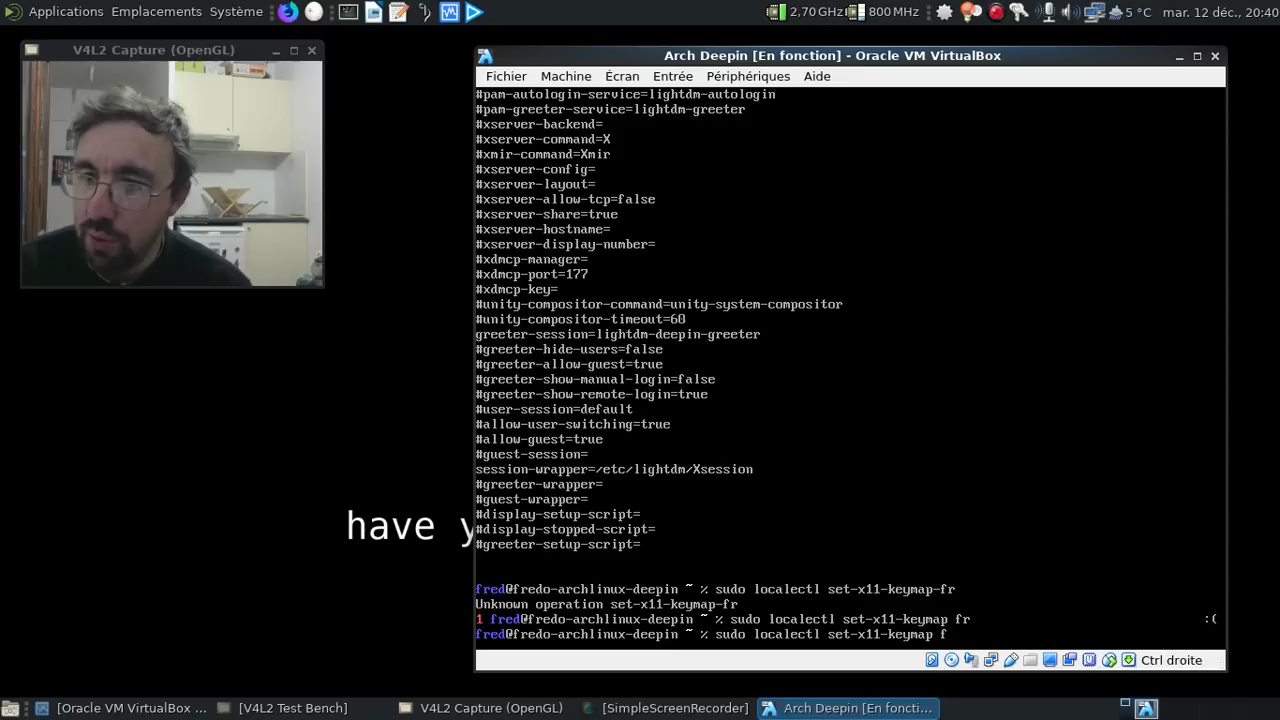 Applications Emplacements Système
2,70 GHz 800 MHz 5 °C mar. 12 déc., 20:40
V4L2 Capture (OpenGL)
Arch Deepin [En fonction] - Oracle VM VirtualBox
Fichier Machine Écran Entrée Périphériques Aide
#pam-autologin-service=lightdm-autologin
#pam-greeter-service=lightdm-greeter
#xserver-backend=
#xserver-command=X
#xmir-command=Xmir
#xserver-config=
#xserver-layout=
#xserver-allow-tcp=false
#xserver-share=true
#xserver-hostname=
#xserver-display-number=
#xdmcp-manager=
#xdmcp-port=177
#xdmcp-key=
#unity-compositor-command=unity-system-compositor
#unity-compositor-timeout=60
greeter-session=lightdm-deepin-greeter
#greeter-hide-users=false
#greeter-allow-guest=true
#greeter-show-manual-login=false
#greeter-show-remote-login=true
#user-session=default
#allow-user-switching=true
#allow-guest=true
#guest-session=
session-wrapper=/etc/lightdm/Xsession
#greeter-wrapper=
#guest-wrapper=
#display-setup-script=
#display-stopped-script=
#greeter-setup-script=
have y
fred@fredo-archlinux-deepin ~ % sudo localectl set-x11-keymap-fr
Unknown operation set-x11-keymap-fr
1 fred@fredo-archlinux-deepin ~ % sudo localectl set-x11-keymap fr :(
fred@fredo-archlinux-deepin ~ % sudo localectl set-x11-keymap f
Ctrl droite
[Oracle VM VirtualBox ... [V4L2 Test Bench] V4L2 Capture (OpenGL) [SimpleScreenRecorder] Arch Deepin [En foncti...